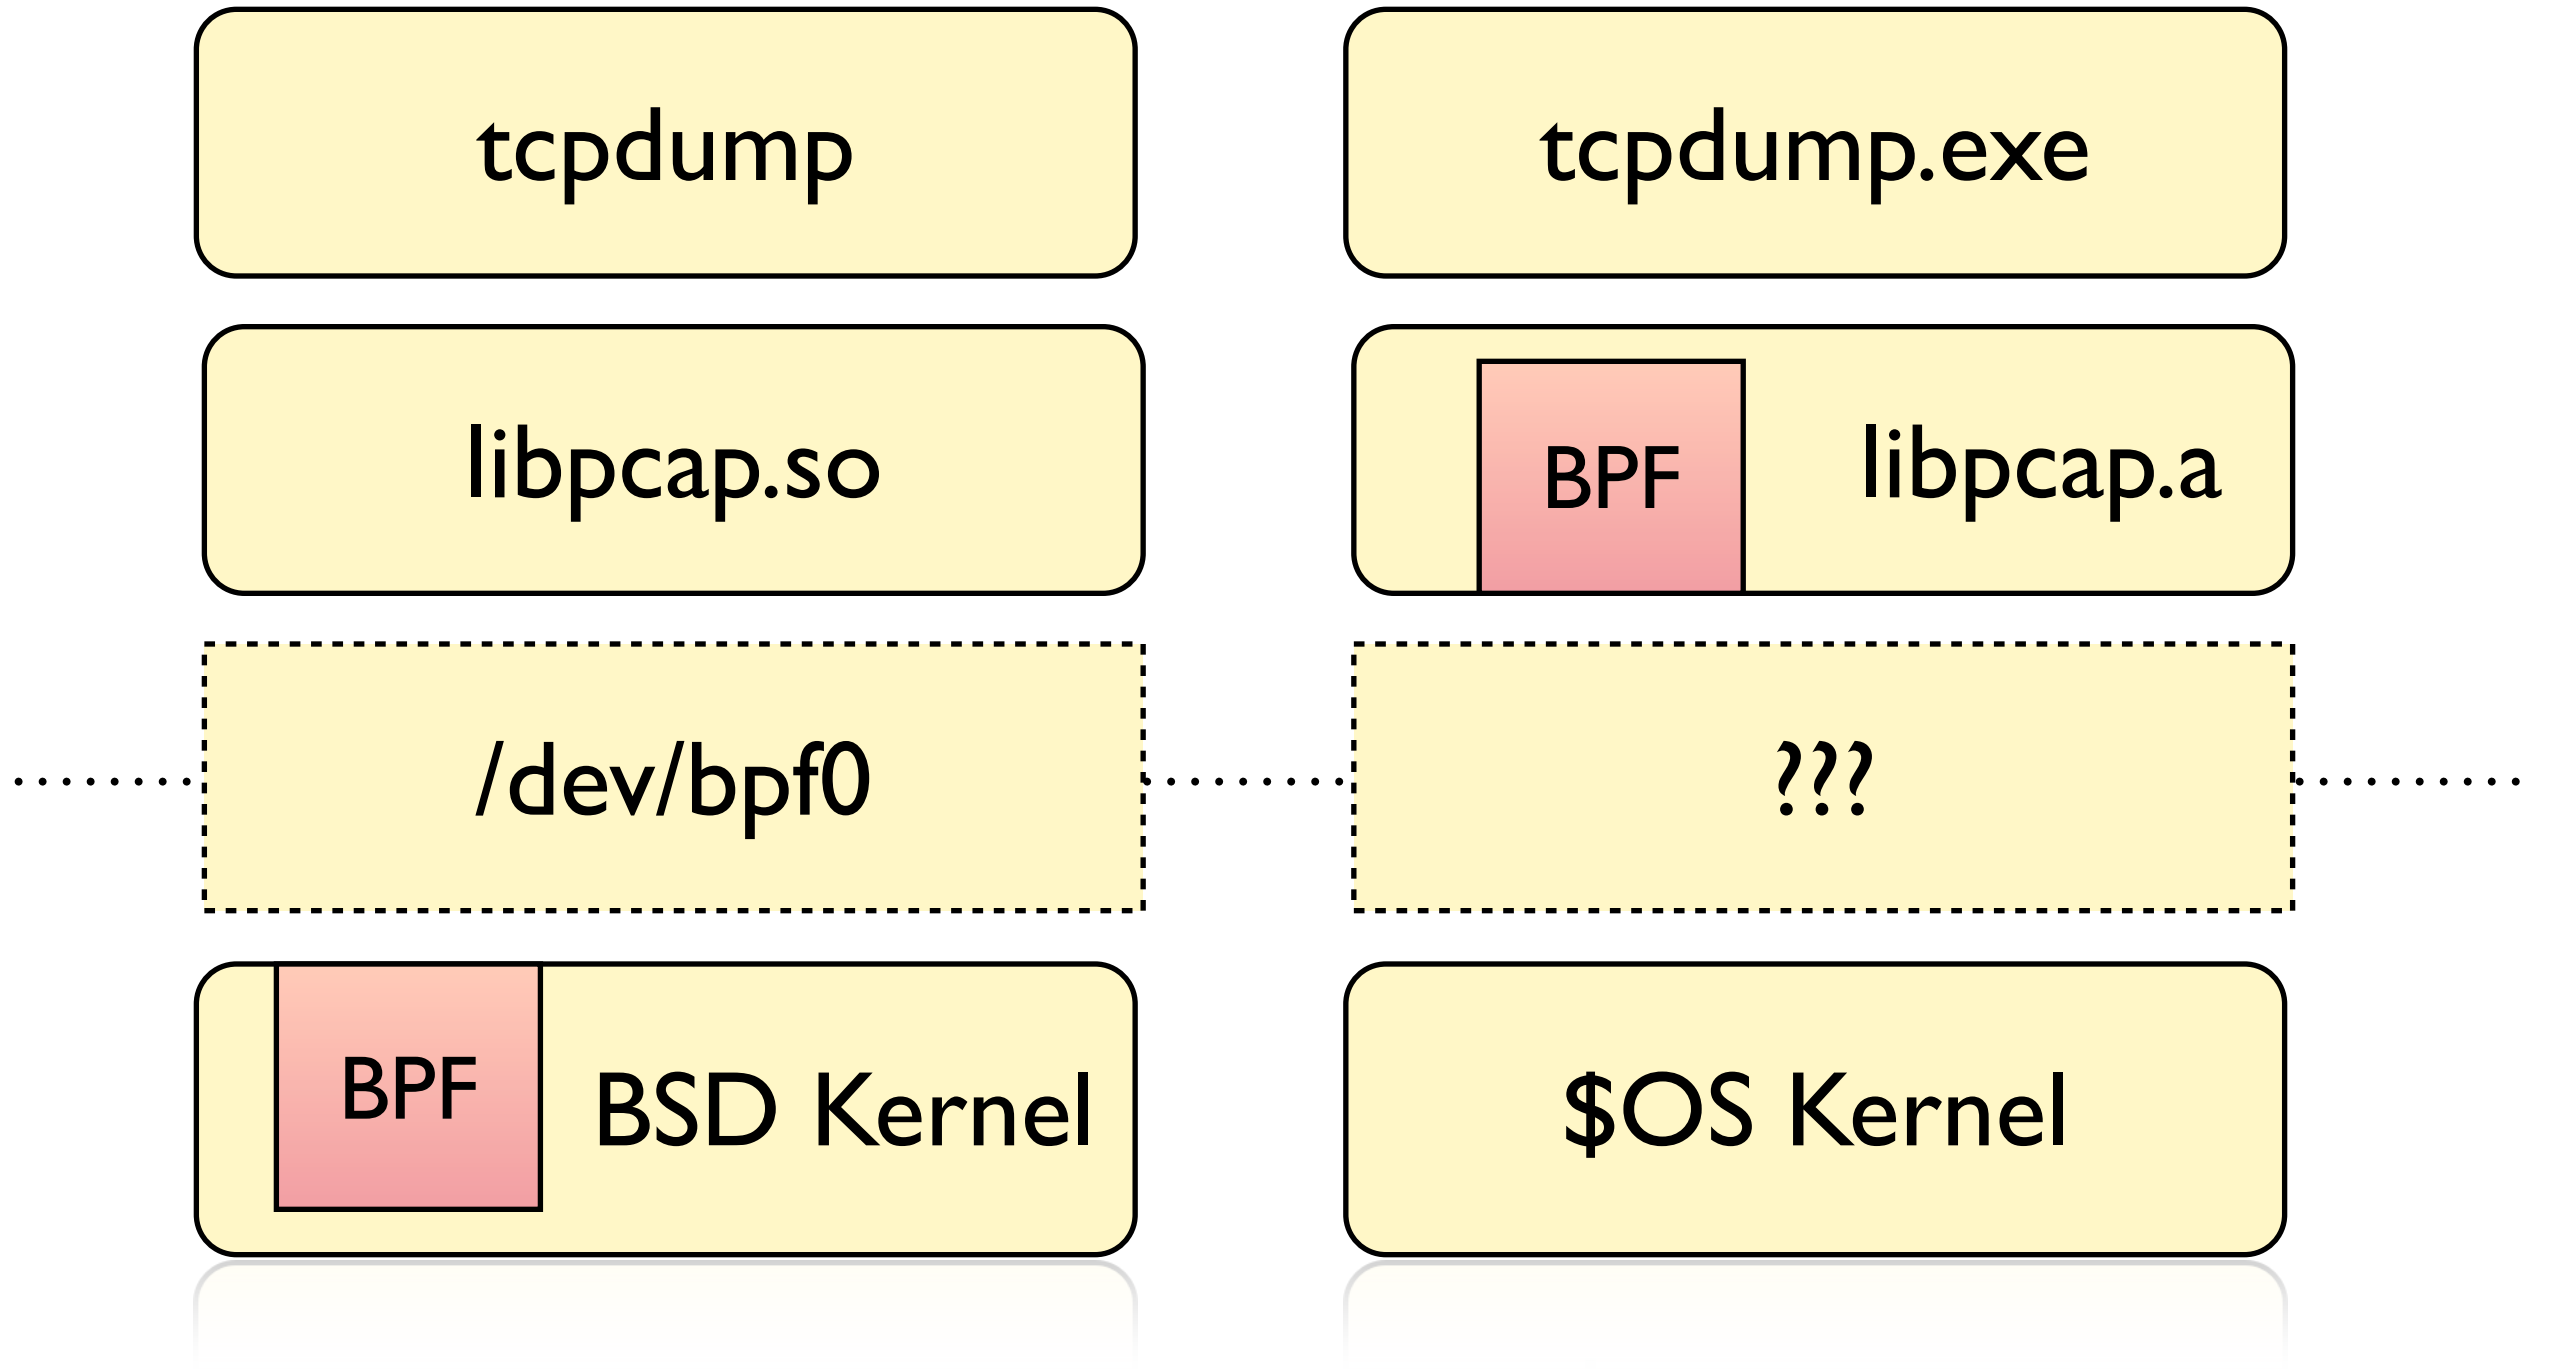 tcpdump
tcpdump.exe
libpcap.so
BPF
libpcap.a
/dev/bpf0
???
BPF
BSD Kernel
$OS Kernel